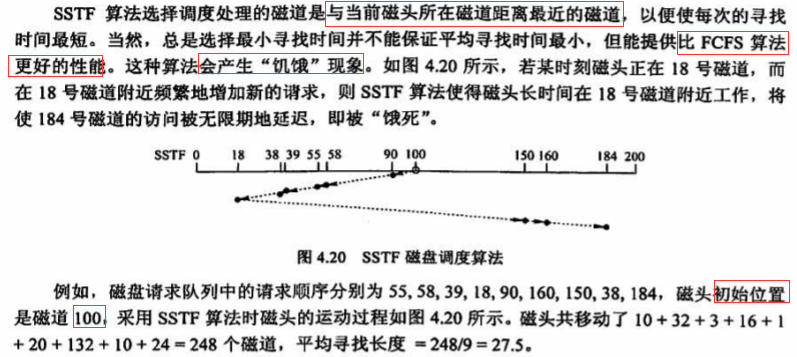 SSTF 算法选择调度处理的磁道是与当前磁头所在磁道距离最近的磁道，以便使每次的寻找
时间最短。当然，总是选择最小寻找时间并不能保证平均寻找时间最小，但能提供比 FCFS 算法
更好的性能。这种算法会产生“饥饿”现象。如图 4.20 所示，若某时刻磁头正在 18 号磁道，而
在 18 号磁道附近频繁地增加新的请求，则 SSTF 算法使得磁头长时间在 18 号磁道附近工作，将
使 184 号磁道的访问被无限期地延迟，即被“饿死”。
SSTF 0 18 38 39 55 58 90 100 150 160 184 200
图 4.20 SSTF 磁盘调度算法
例如，磁盘请求队列中的请求顺序分别为 55, 58, 39, 18, 90, 160, 150, 38, 184，磁头初始位置
是磁道 100，采用 SSTF 算法时磁头的运动过程如图 4.20 所示。磁头共移动了 10 + 32 + 3 + 16 + 1
+ 20 + 132 + 10 + 24 = 248 个磁道，平均寻找长度 = 248/9 = 27.5。